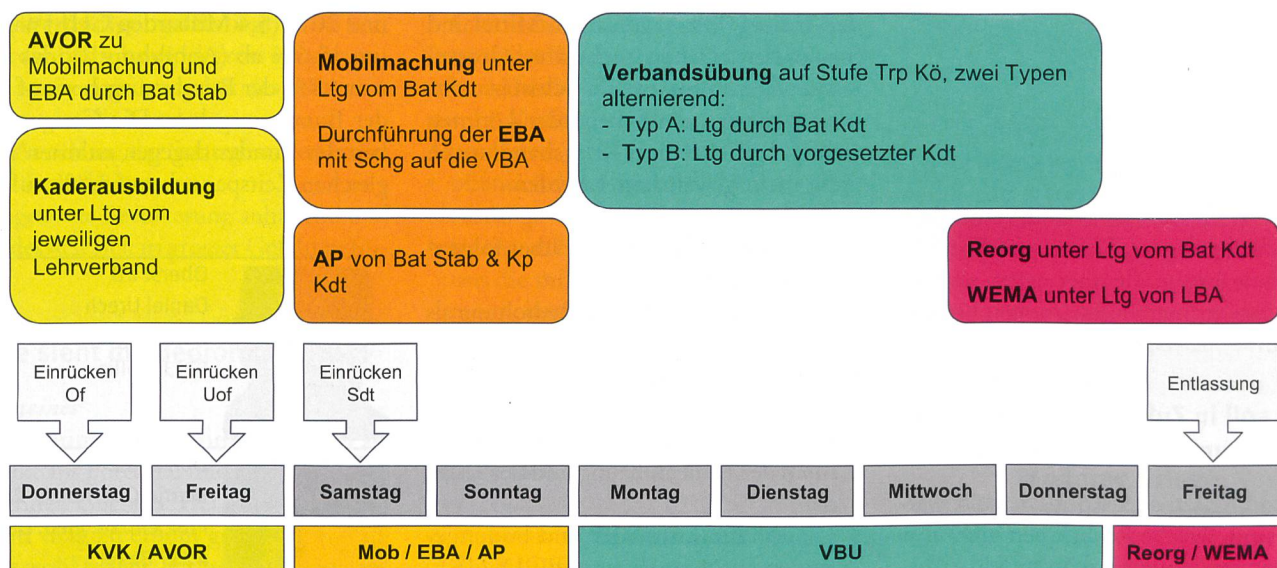 AVOR zu
Mobilmachung und
EBA durch Bat Stab
Kaderausbildung
unter Ltg vom
jeweiligen
Lehrverband
Mobilmachung unter
Ltg vom Bat Kdt
Durchführung der EBA
mit Schg auf die VBA
AP von Bat Stab & Kp
Kdt
Verbandsübung auf Stufe Trp Kö, zwei Typen
alternierend:
- Typ A: Ltg durch Bat Kdt
- Typ B: Ltg durch vorgesetzter Kdt
Reorg unter Ltg vom Bat Kdt
WEMA unter Ltg von LBA
Einrücken
Of
Einrücken
Uof
Einrücken
Sdt
Entlassung
Donnerstag
Freitag
Samstag
Sonntag
Montag
Dienstag
Mittwoch
Donnerstag
Freitag
KVK / AVOR
Mob / EBA / AP
VBU
Reorg / WEMA